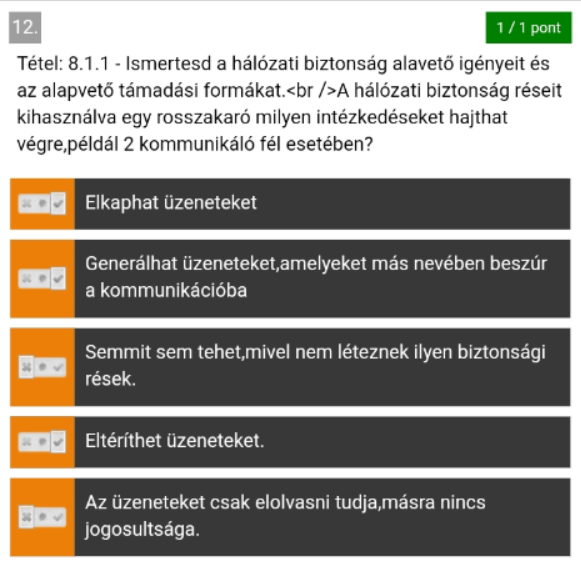 12.
1 / 1 pont
Tétel: 8.1.1 - Ismertesd a hálózati biztonság alavető igényeit és
az alapvető támadási formákat.<br />A hálózati biztonság réseit
kihasználva egy rosszakaró milyen intézkedéseket hajthat
végre,példál 2 kommunikáló fél esetében?
Elkaphat üzeneteket
Generálhat üzeneteket,amelyeket más nevében beszúr
a kommunikációba
Semmit sem tehet,mivel nem léteznek ilyen biztonsági
rések.
Eltéríthet üzeneteket.
Az üzeneteket csak elolvasni tudja,másra nincs
jogosultsága.